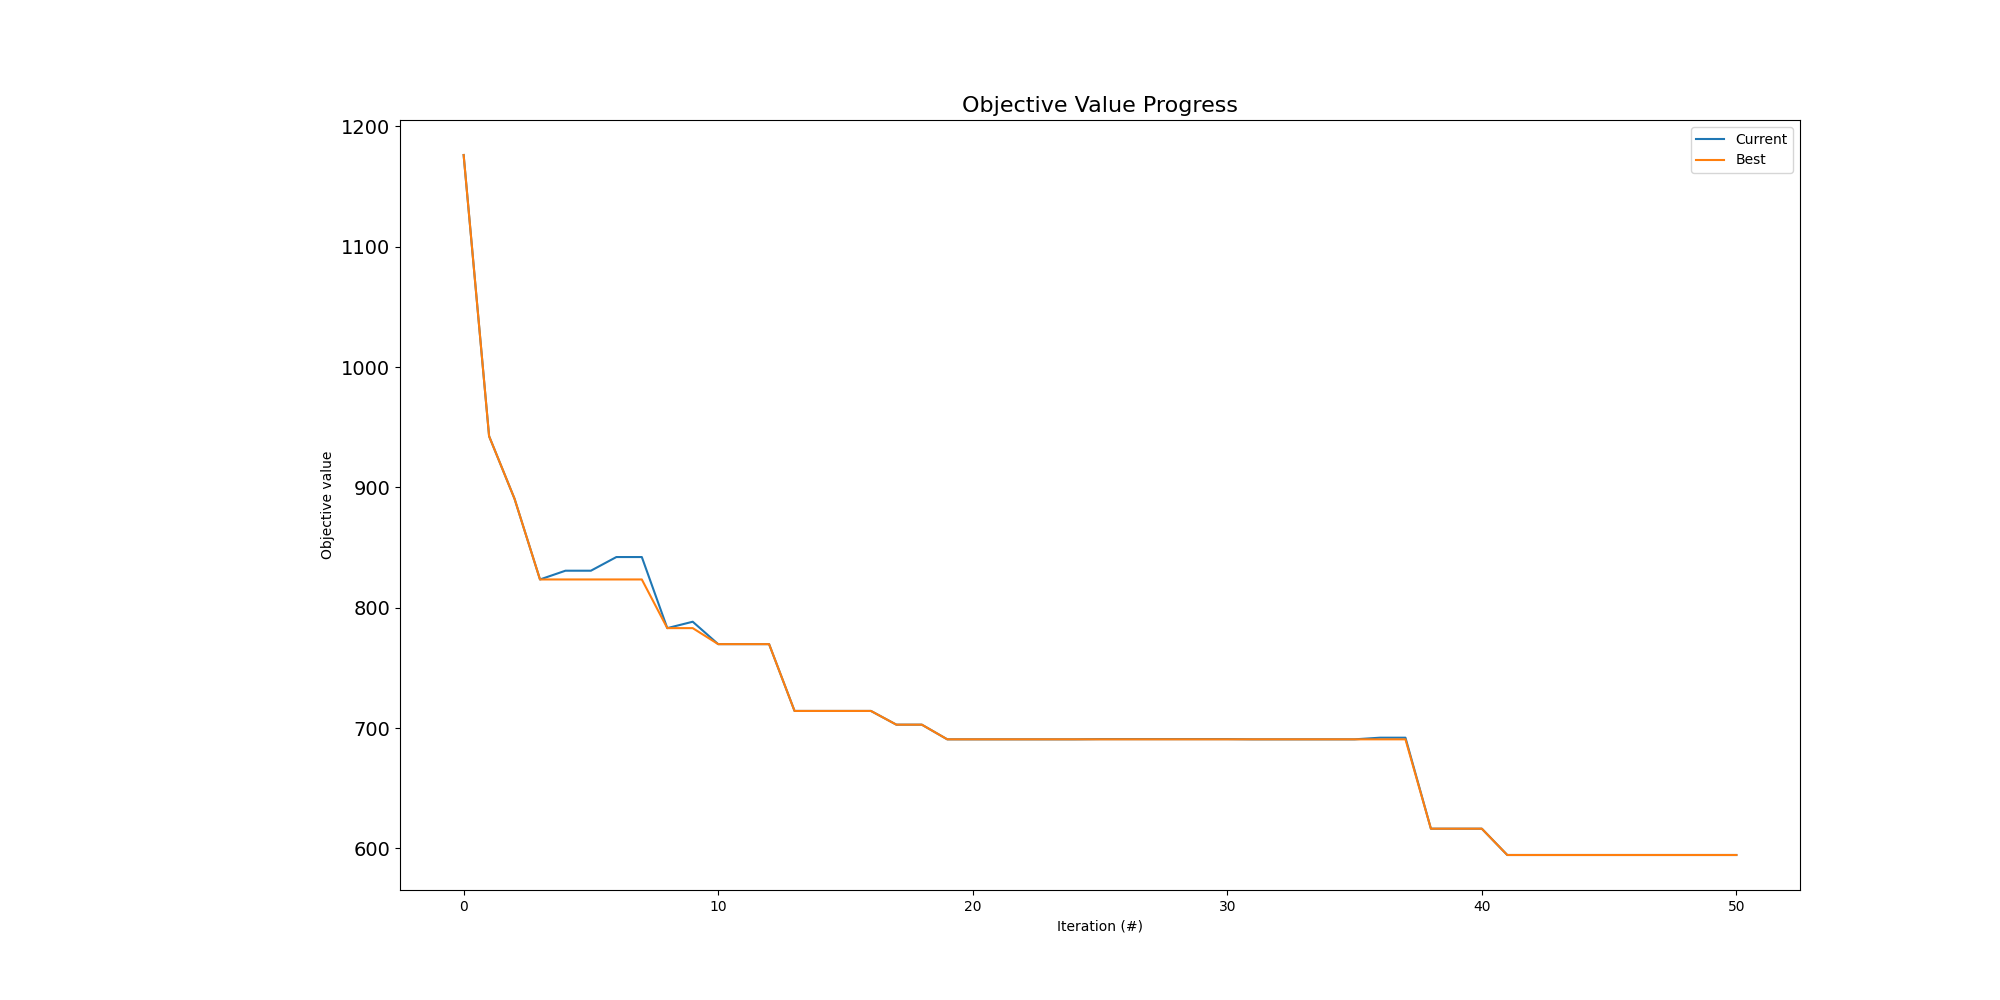 Objective Value Progress
Current
Best
1200
1100
1000
900
800
700
600
Objective value
0 10 20 30 40 50
Iteration (#)